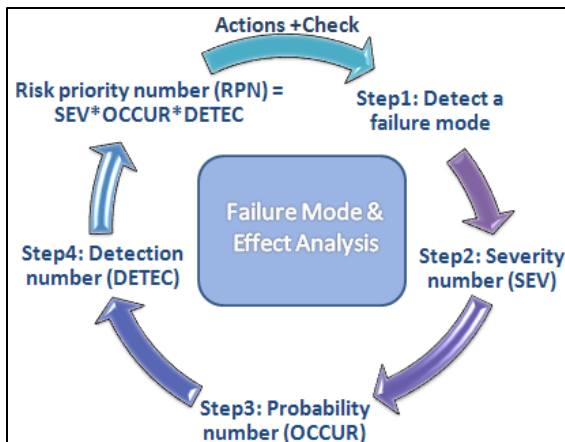 Actions +Check
Risk priority number (RPN) =
SEV*OCCUR*DETEC
Step1: Detect a
failure mode
Failure Mode &
Effect Analysis
Step2: Severity
number (SEV)
Step3: Probability
number (OCCUR)
Step4: Detection
number (DETEC)